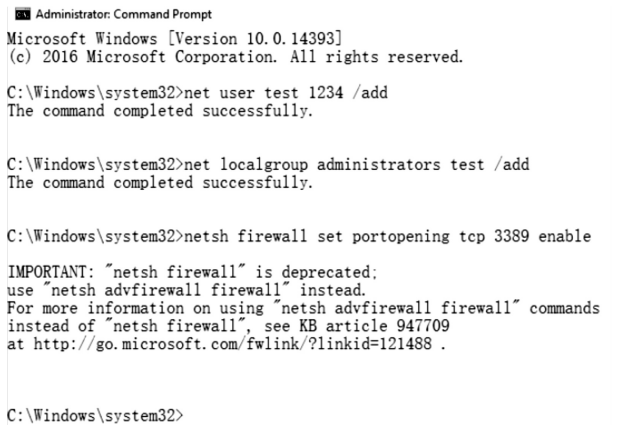 Administrator: Command Prompt
Microsoft Windows [Version 10.0.14393]
(c) 2016 Microsoft Corporation. All rights reserved.
C:\Windows\system32>net user test 1234 /add
The command completed successfully.
C:\Windows\system32>net localgroup administrators test /add
The command completed successfully.
C:\Windows\system32>netsh firewall set portopening tcp 3389 enable
IMPORTANT: "netsh firewall" is deprecated;
use "netsh advfirewall firewall" instead.
For more information on using "netsh advfirewall firewall" commands
instead of "netsh firewall", see KB article 947709
at http://go.microsoft.com/fwlink/?linkid=121488 .
C:\Windows\system32>